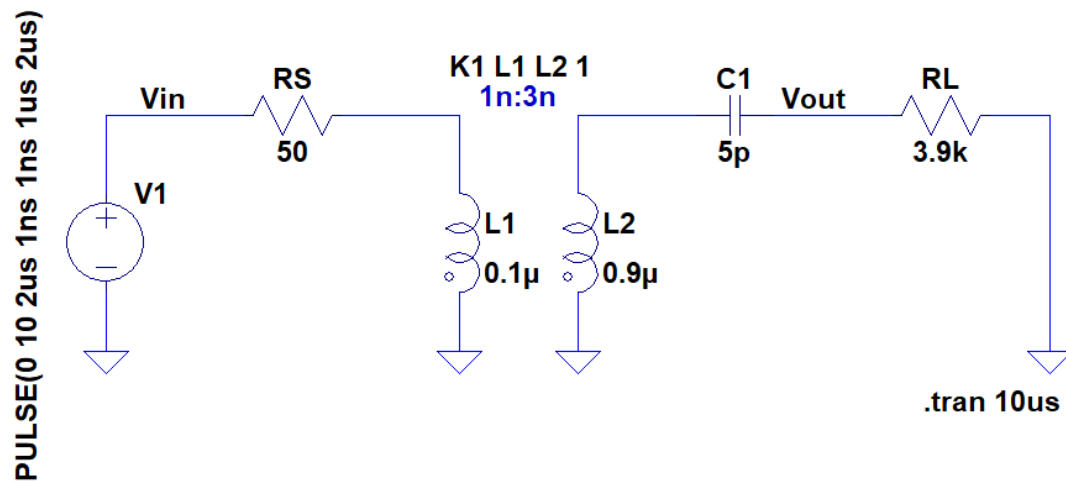 PULSE(0 10 2us 1ns 1ns 1us 2us)
K1 L1 L2 1
1n:3n
RS
C1
RL
Vin
Vout
50
5p
3.9k
V1
L1
L2
0.1µ
0.9µ
.tran 10us